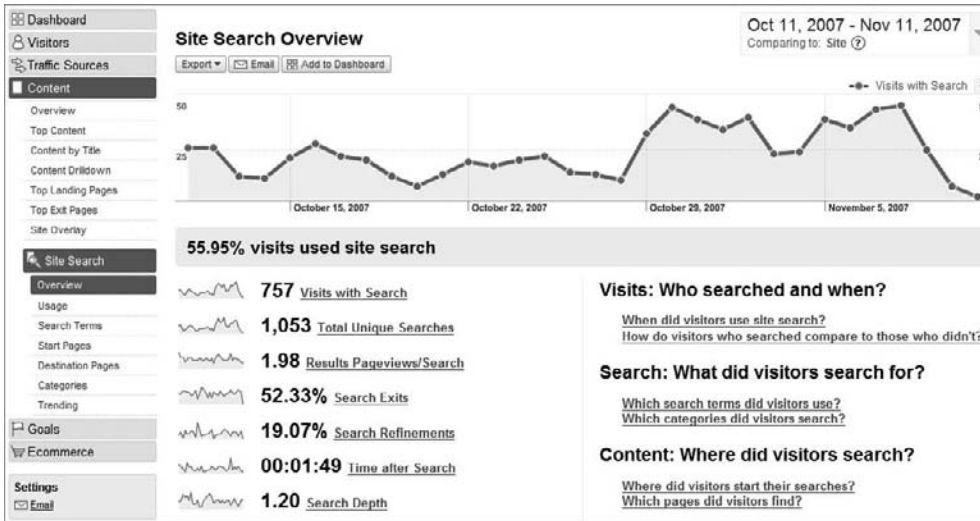 Dashboard
Visitors
Traffic Sources
Content
Overview
Top Content
Content by Title
Content Drilldown
Top Landing Pages
Top Exit Pages
Site Overlay
Site Search
Overview
Usage
Search Terms
Start Pages
Destination Pages
Categories
Trending
Goals
Ecommerce
Settings
Email
Site Search Overview
Oct 11, 2007 - Nov 11, 2007
Comparing to: Site ?
Export Email Add to Dashboard
Visits with Search
50
25
October 15, 2007 October 22, 2007 October 29, 2007 November 5, 2007
55.95% visits used site search
757 Visits with Search
1,053 Total Unique Searches
1.98 Results Pageviews/Search
52.33% Search Exits
19.07% Search Refinements
00:01:49 Time after Search
1.20 Search Depth
Visits: Who searched and when?
When did visitors use site search?
How do visitors who searched compare to those who didn't?
Search: What did visitors search for?
Which search terms did visitors use?
Which categories did visitors search?
Content: Where did visitors search?
Where did visitors start their searches?
Which pages did visitors find?